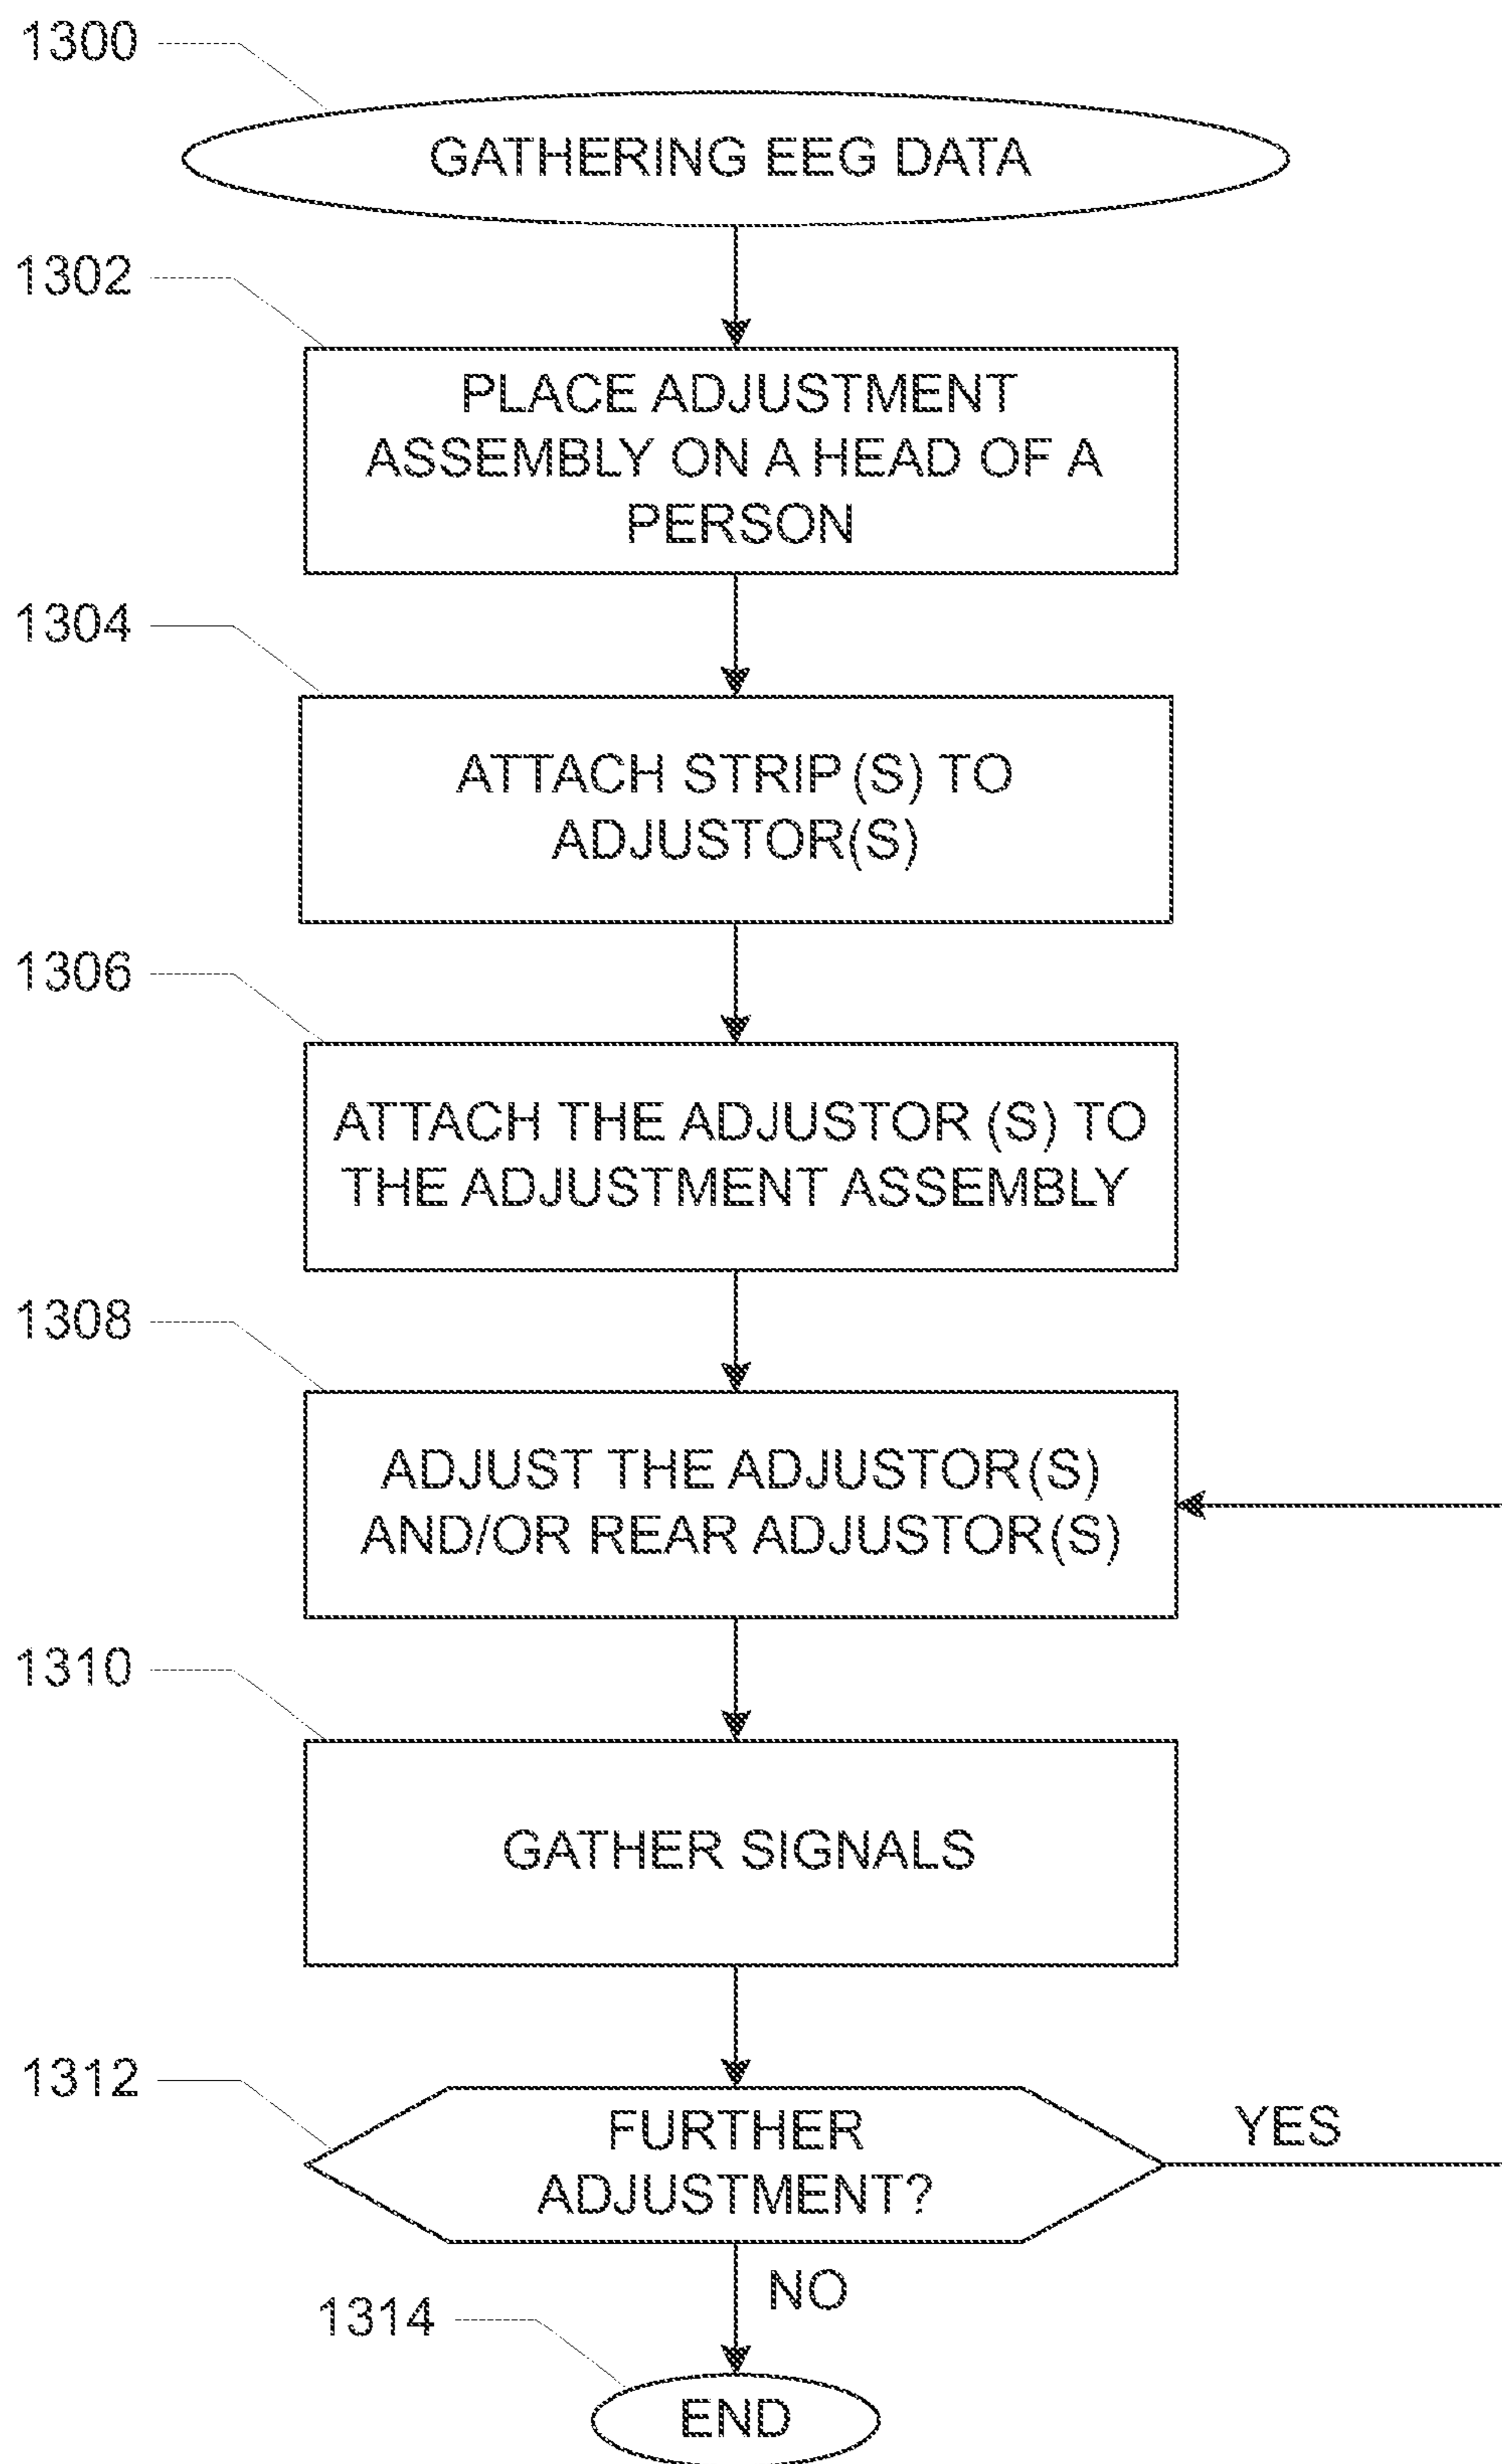 1300
GATHERING EEG DATA
1302
PLACE ADJUSTMENT
ASSEMBLY ON A HEAD OF A
PERSON
1304
ATTACH STRIP (S) TO
ADJUSTOR(S)
1306
ATTACH THE ADJUSTOR (S) TO
THE ADJUSTMENT ASSEMBLY
1308
ADJUST THE ADJUSTOR(S)
AND/OR REAR ADJUSTOR(S)
1310
GATHER SIGNALS
1312
FURTHER
ADJUSTMENT?
YES
NO
1314
END